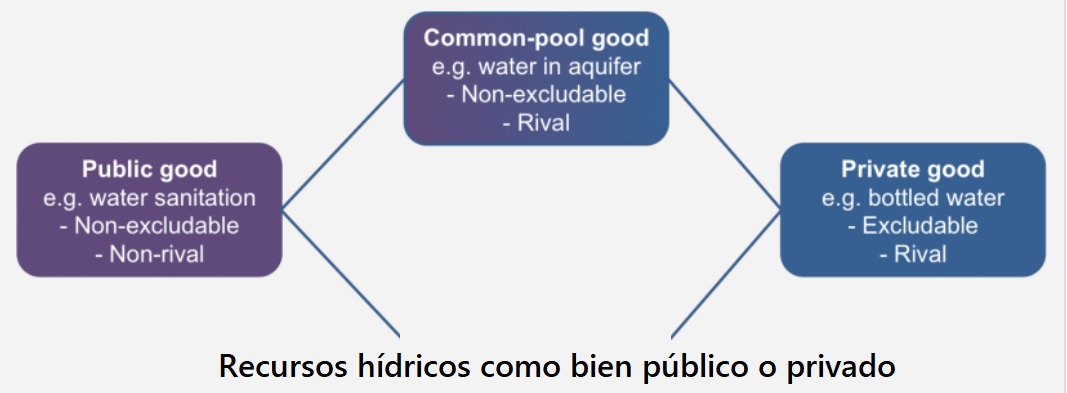 Common-pool good
e.g. water in aquifer
- Non-excludable
- Rival
Public good
e.g. water sanitation
- Non-excludable
- Non-rival
Private good
e.g. bottled water
- Excludable
- Rival
Recursos hídricos como bien público o privado